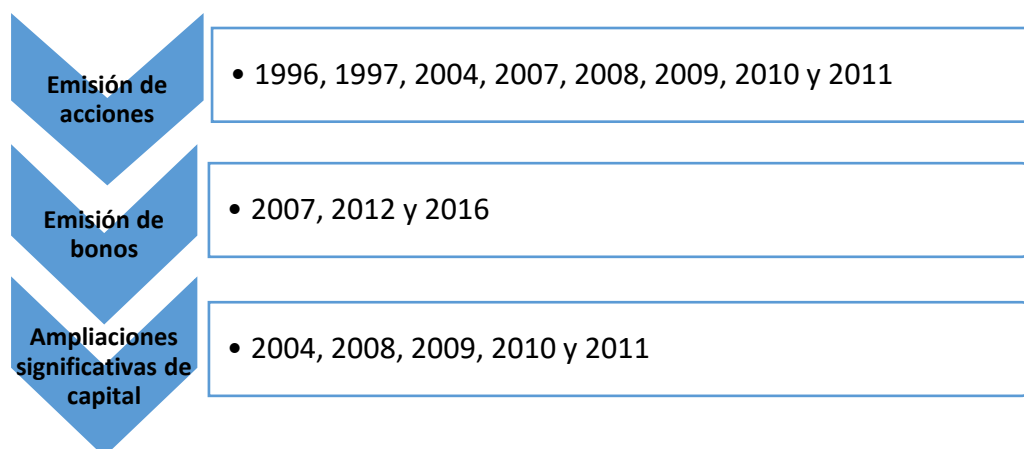 Emisión de
acciones
• 1996, 1997, 2004, 2007, 2008, 2009, 2010 y 2011
Emisión de
bonos
• 2007, 2012 y 2016
Ampliaciones
significativas de
capital
• 2004, 2008, 2009, 2010 y 2011